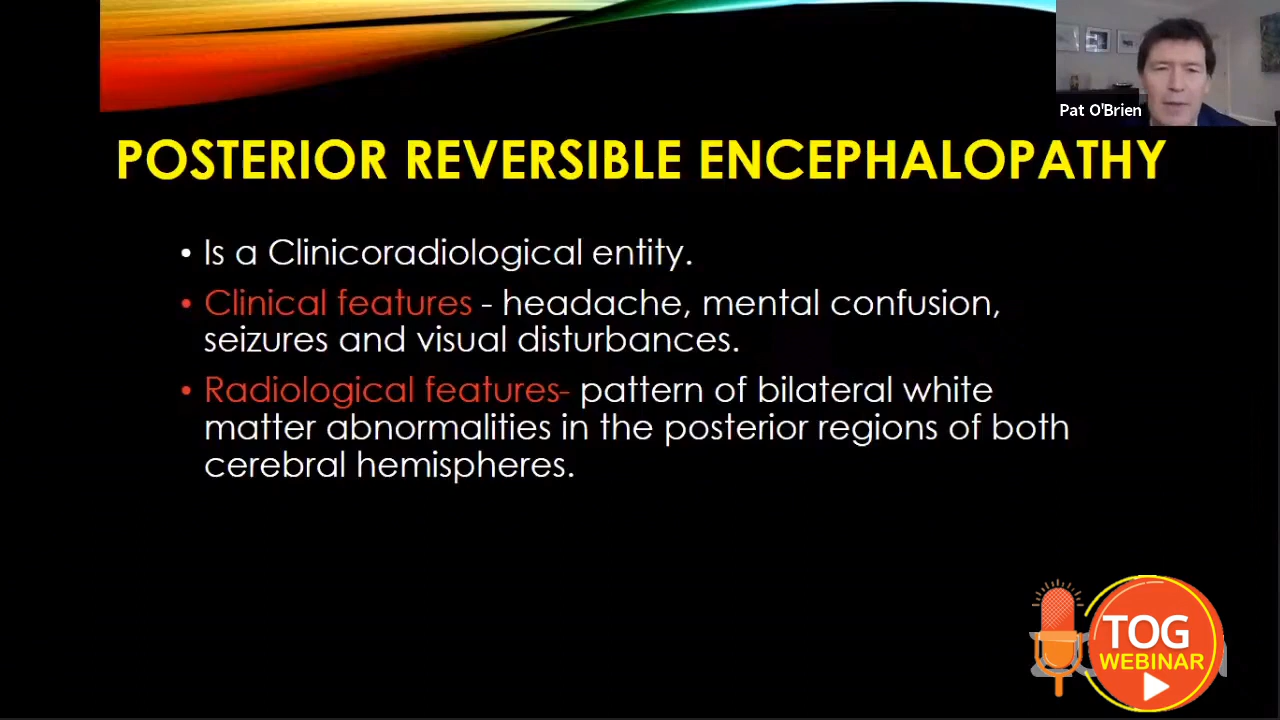 Pat O'Brien
POSTERIOR REVERSIBLE ENCEPHALOPATHY
• Is a Clinicoradiological entity.
• Clinical features - headache, mental confusion,
seizures and visual disturbances.
• Radiological features- pattern of bilateral white
matter abnormalities in the posterior regions of both
cerebral hemispheres.
TOG
WEBINAR